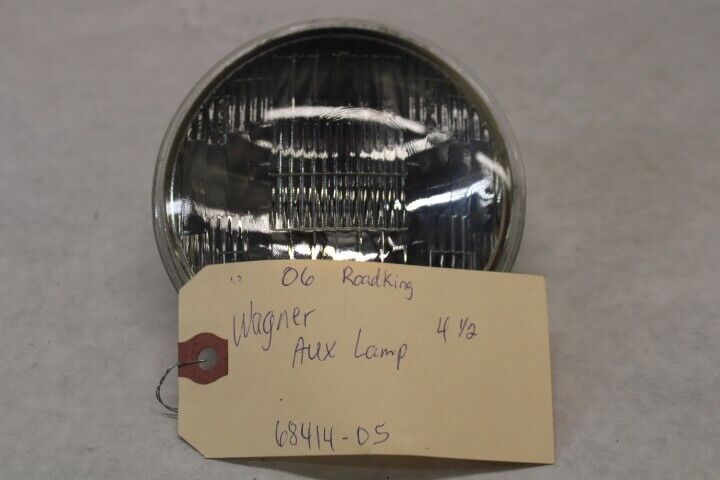 06 RoadKing
Wagner 4 1/2
Aux Lamp
68414-05